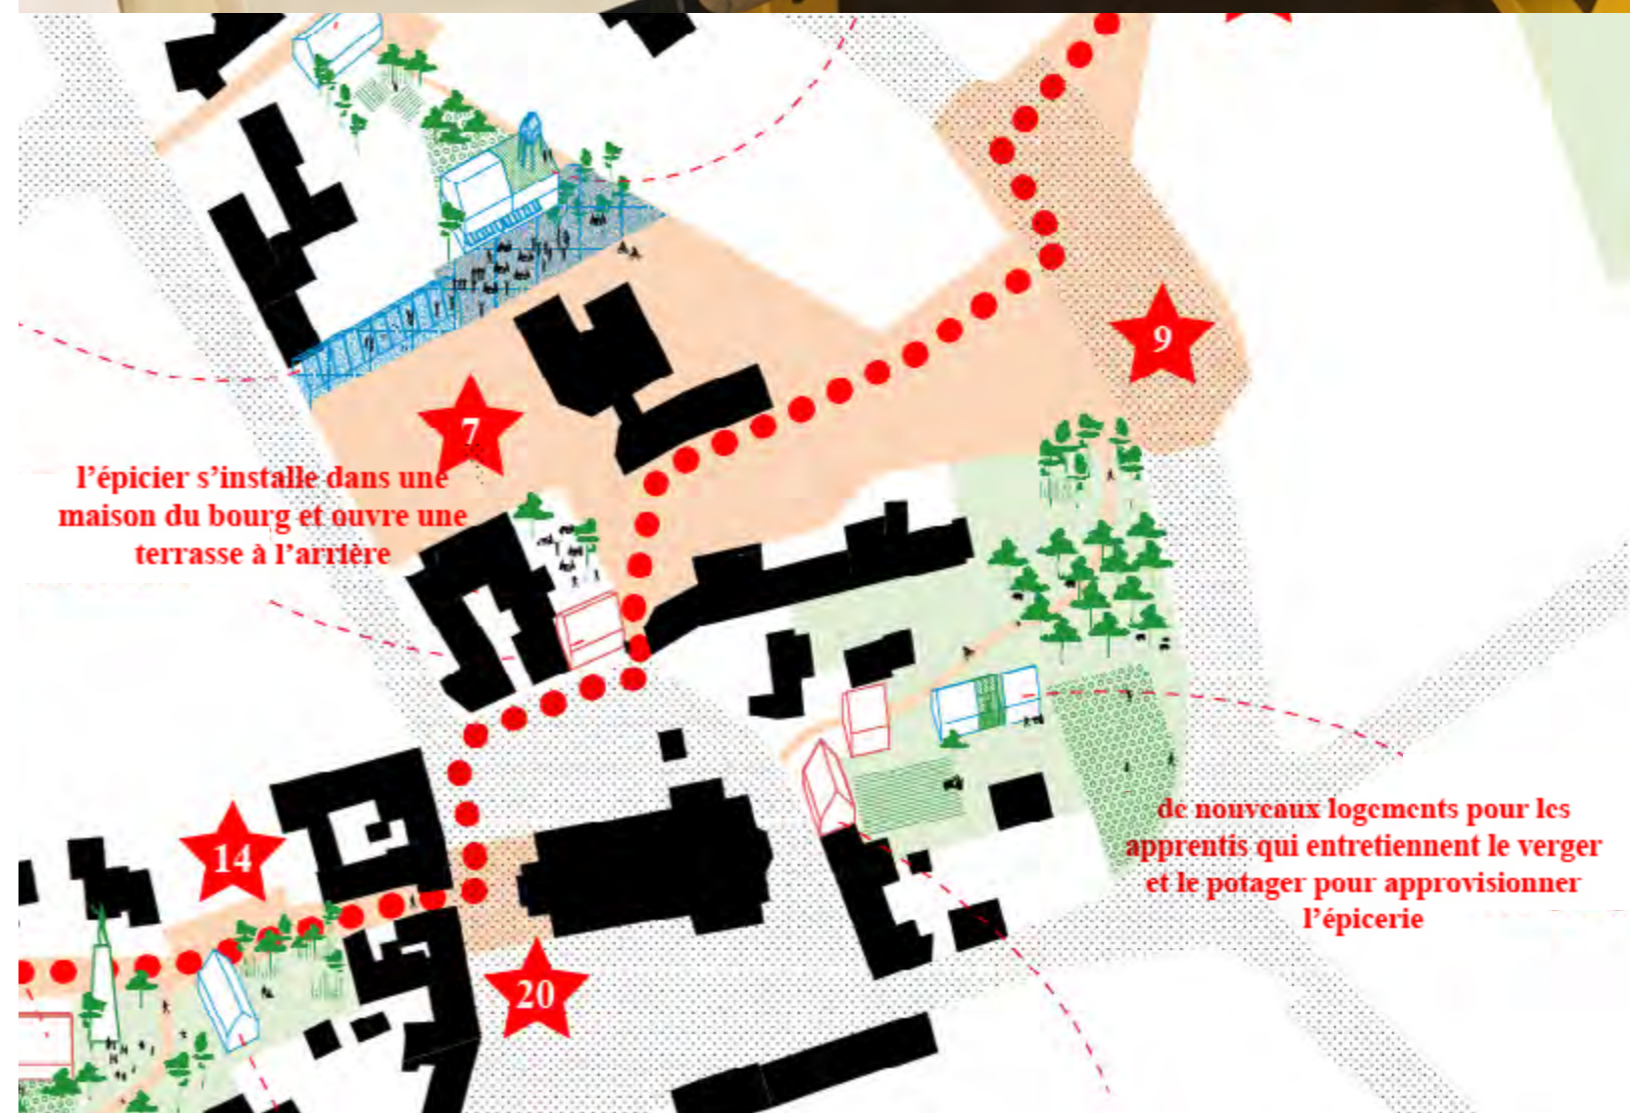 9
7
l’épicier s’installe dans une
maison du bourg et ouvre une
terrasse à l’arrière
14
de nouveaux logements pour les
apprentis qui entretiennent le verger
et le potager pour approvisionner
l’épicerie
20